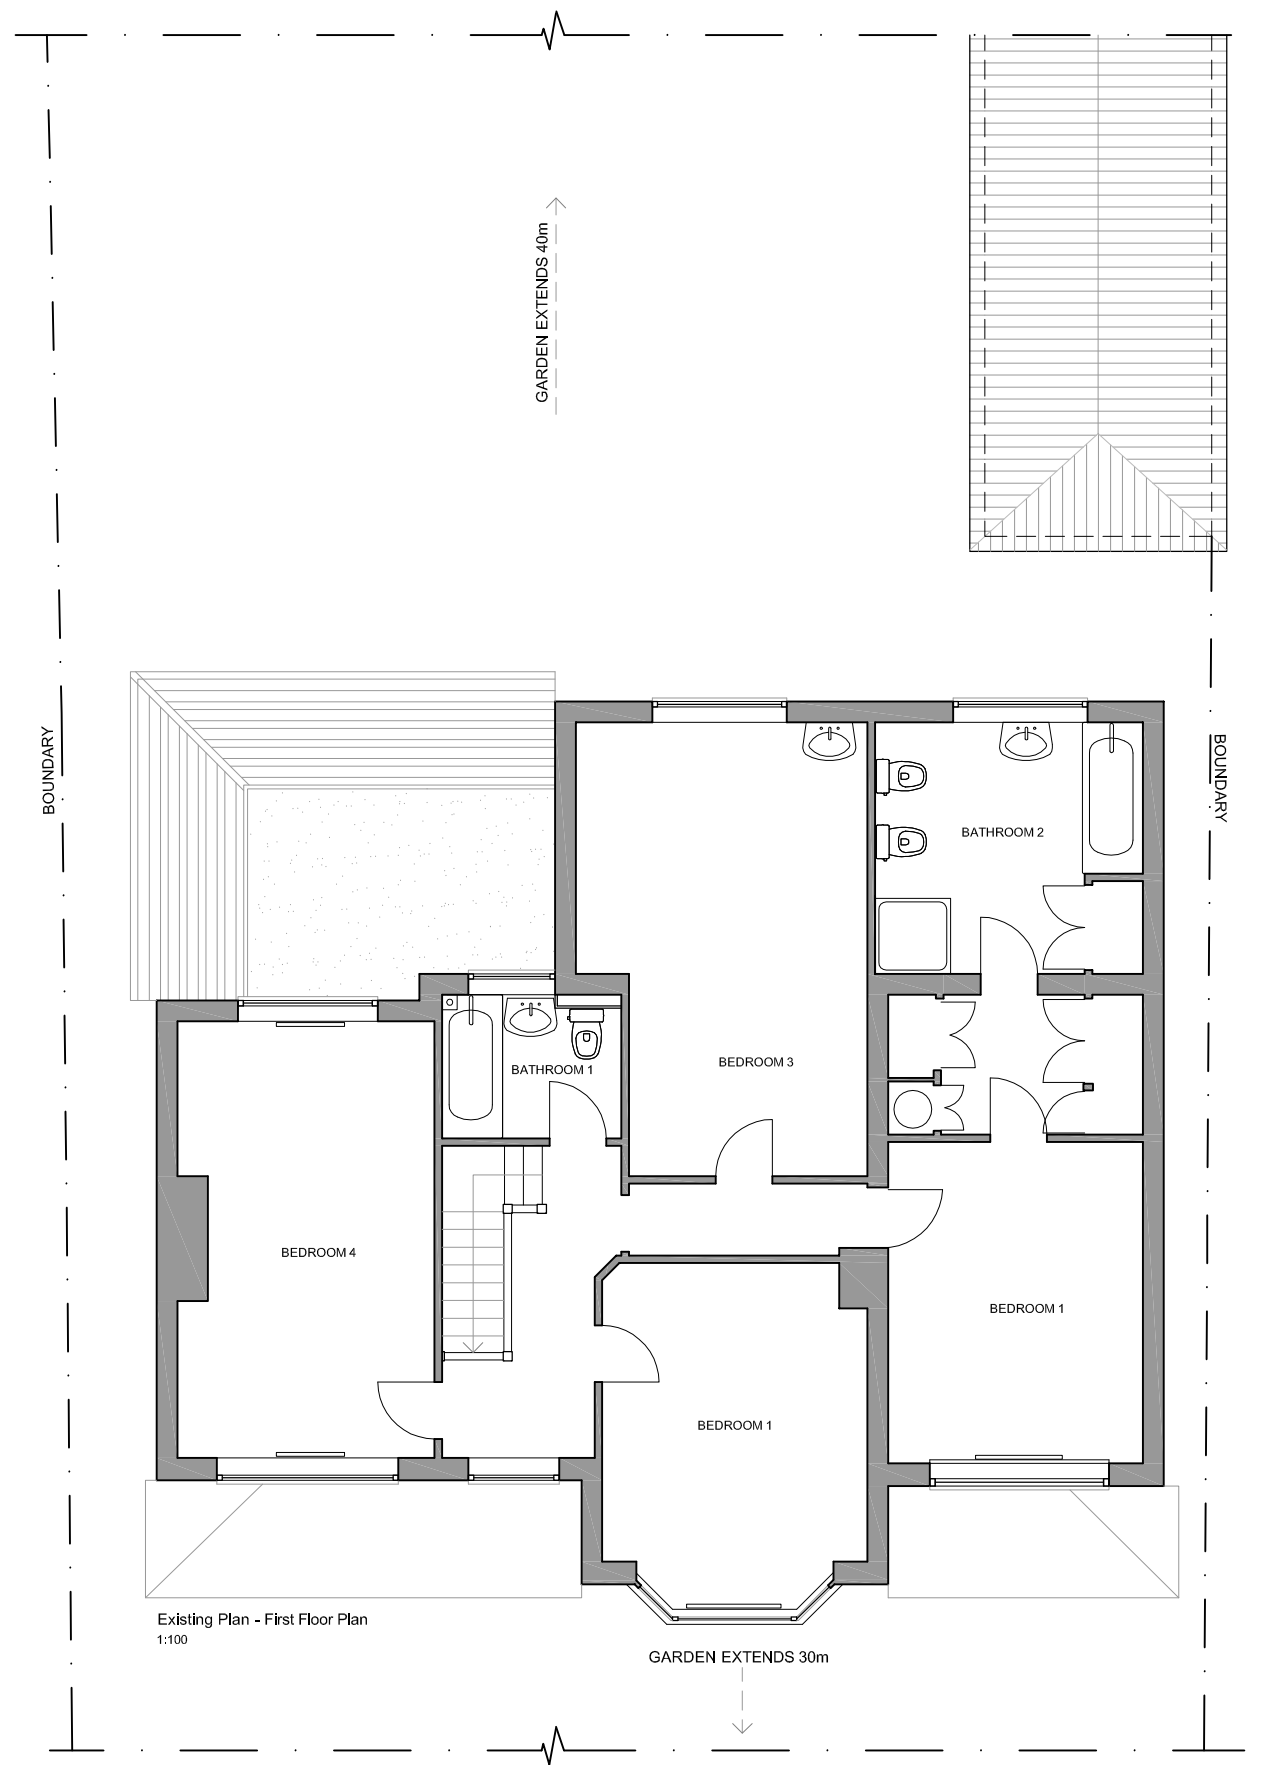 GARDEN EXTENDS 40m
BOUNDARY
BOUNDARY
BATHROOM 2
BEDROOM 3
BATHROOM 1
BEDROOM 4
BEDROOM 1
BEDROOM 1
Existing Plan - First Floor Plan
1:100
GARDEN EXTENDS 30m